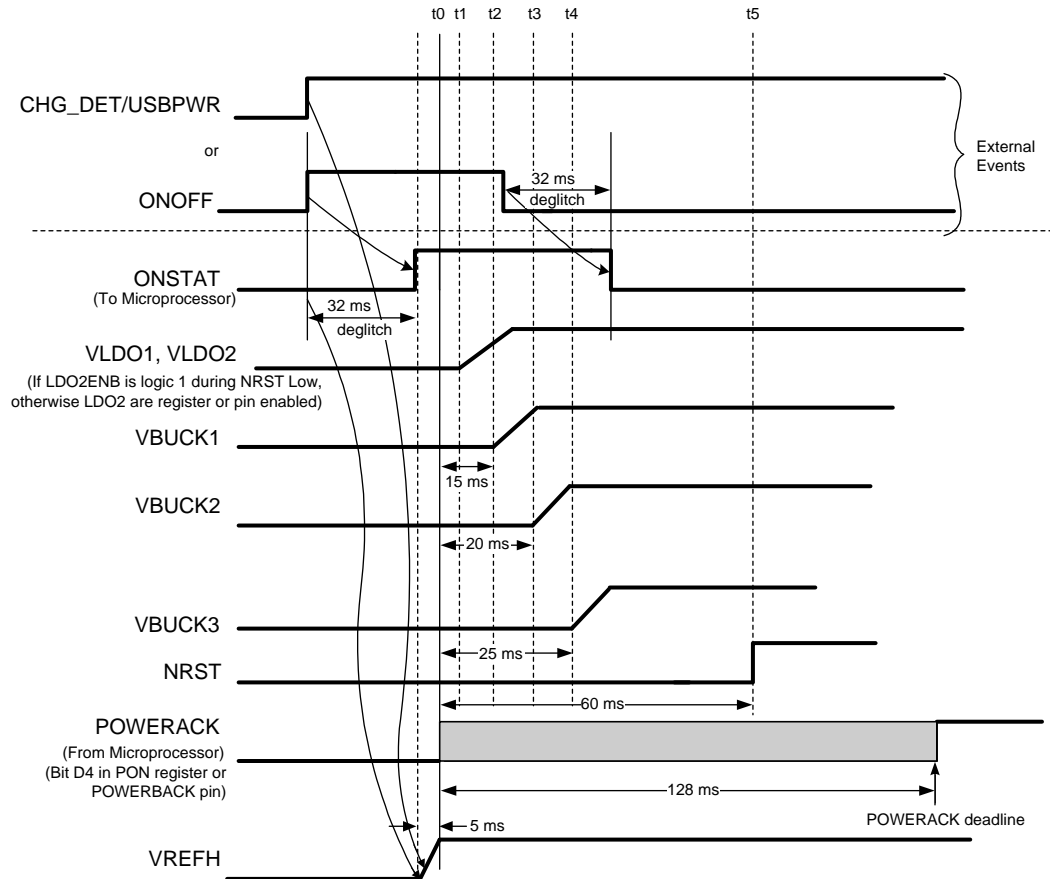 t0 t1 t2 t3 t4 t5
CHG_DET/USBPWR
or
ONOFF
32 ms
deglitch
External
Events
ONSTAT
(To Microprocessor)
32 ms
deglitch
VLDO1, VLDO2
(If LDO2ENB is logic 1 during NRST Low,
otherwise LDO2 are register or pin enabled)
VBUCK1
15 ms
VBUCK2
20 ms
VBUCK3
25 ms
NRST
60 ms
POWERACK
(From Microprocessor)
(Bit D4 in PON register or
POWERBACK pin)
128 ms
POWERACK deadline
5 ms
VREFH